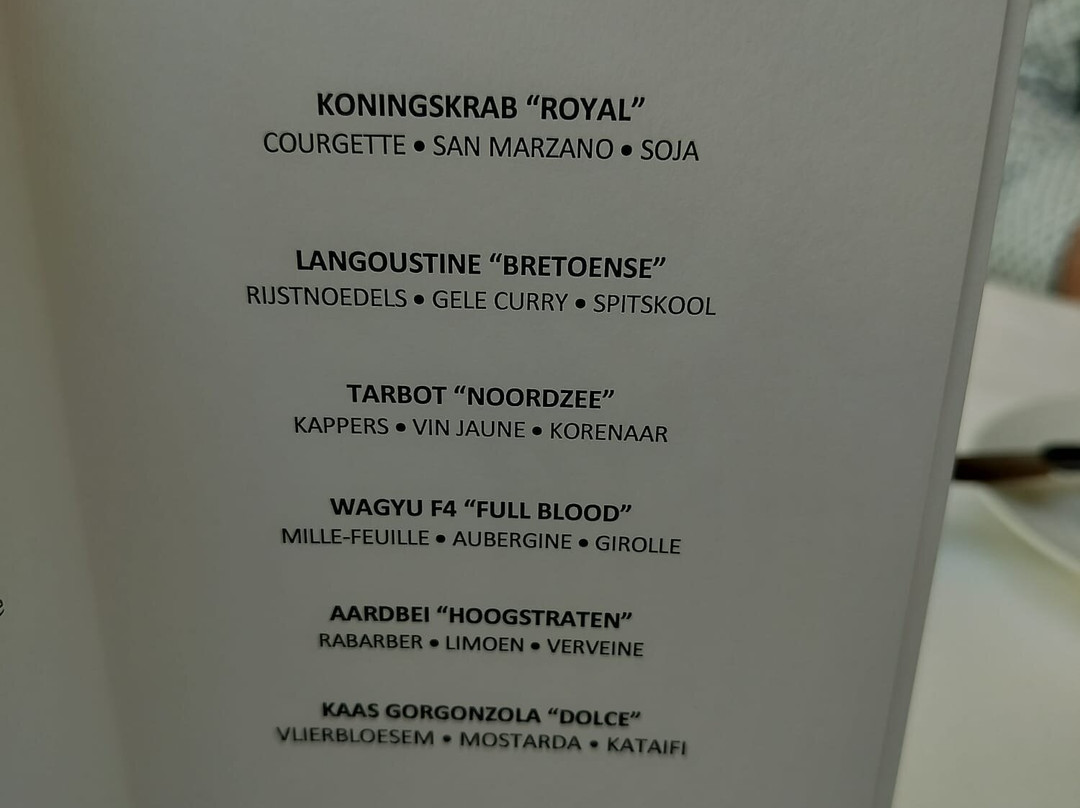 KONINGSKRAB “ROYAL”
COURGETTE • SAN MARZANO • SOJA
LANGOUSTINE “BRETOENSE”
RIJSTNOEDELS • GELE CURRY • SPITSKOOL
TARBOT “NOORDZEE”
KAPPERS • VIN JAUNE • KORENAAR
WAGYU F4 “FULL BLOOD”
MILLE-FEUILLE • AUBERGINE • GIROLLE
AARDBEI “HOOGSTRATEN”
RABARBER • LIMOEN • VERVEINE
KAAS GORGONZOLA “DOLCE”
VLIERBLOESEM • MOSTARDA • KATAIFI